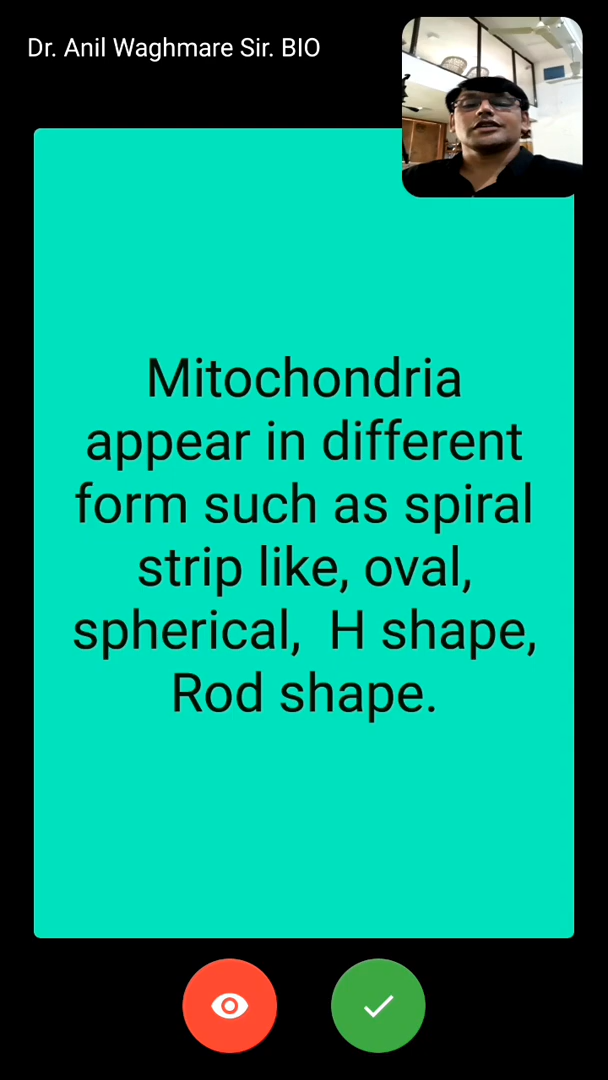 Dr. Anil Waghmare Sir. BIO
Mitochondria
appear in different
form such as spiral
strip like, oval,
spherical,  H shape,
Rod shape.